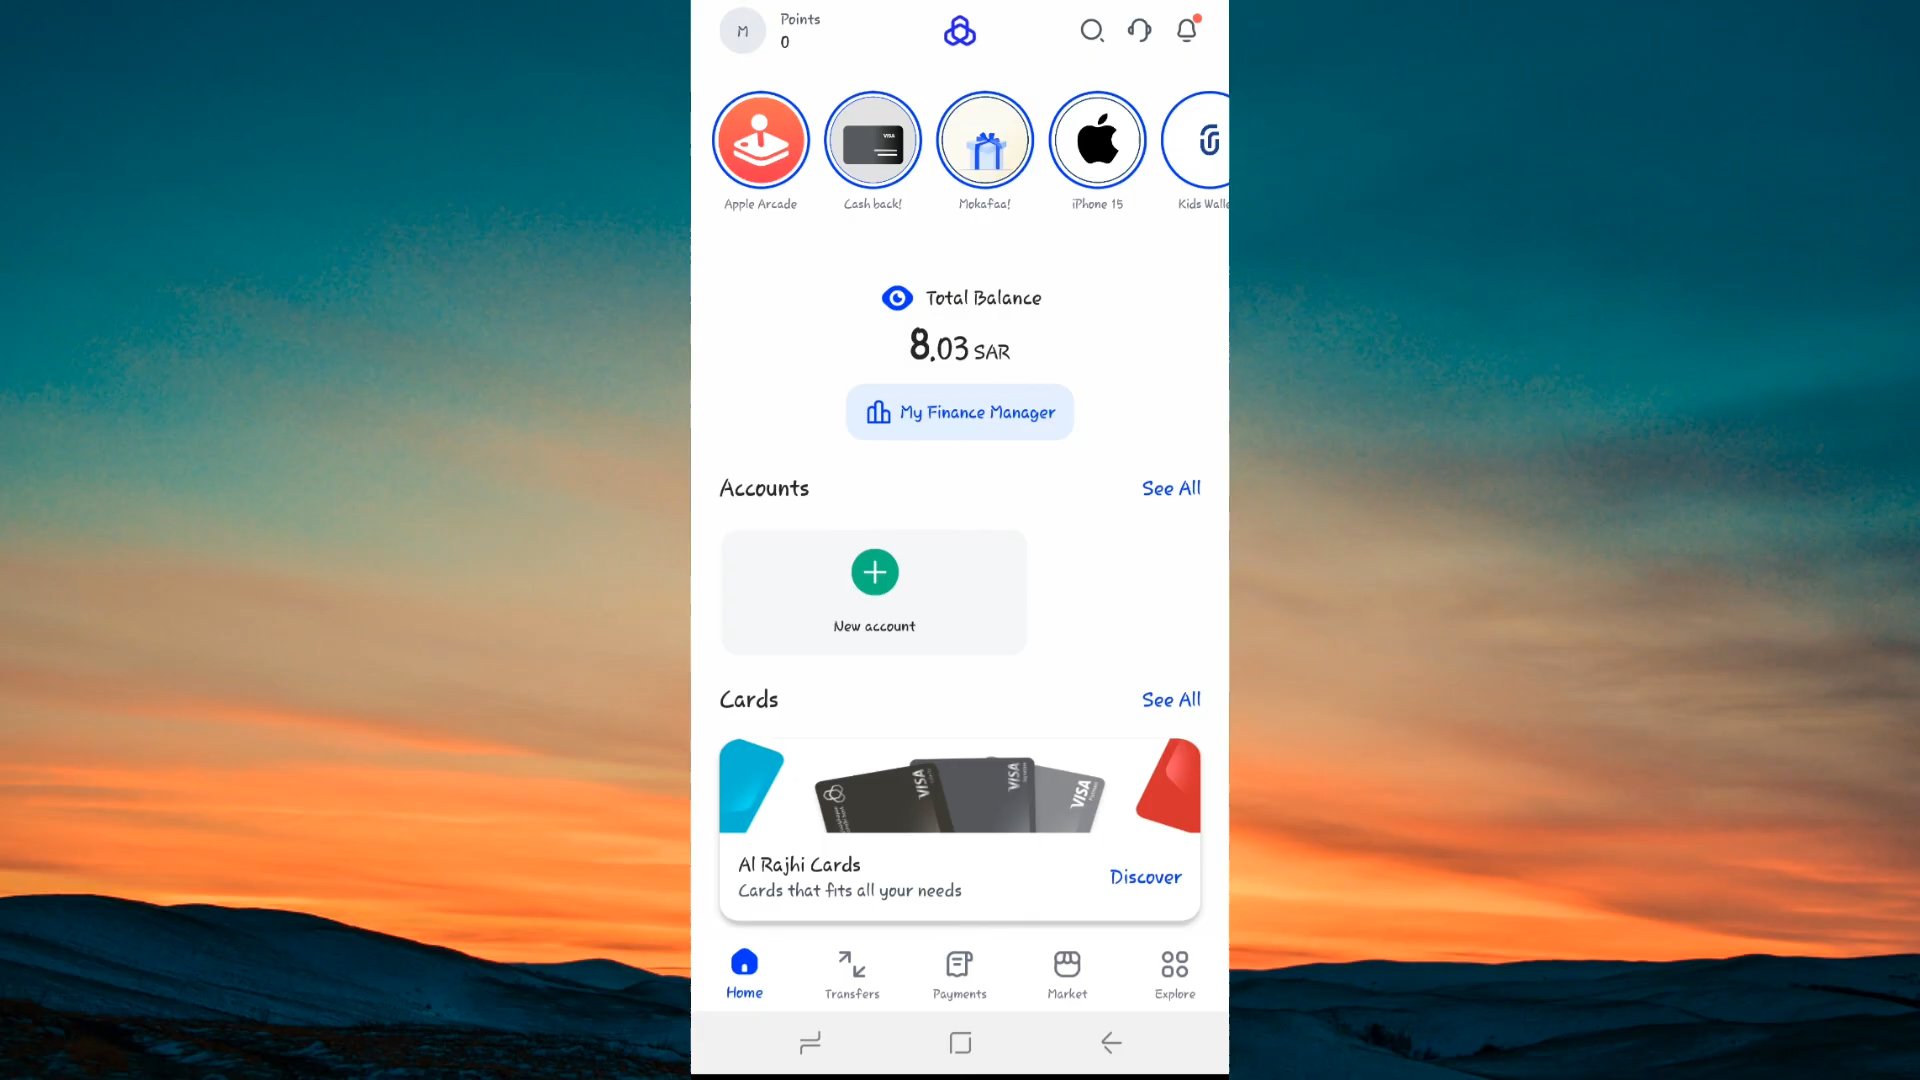 M
Points
0
Apple Arcade
Cash back!
Mokafaa!
iPhone 15
Kids Walle
Total Balance
8.03 SAR
My Finance Manager
Accounts
See All
New account
Cards
See All
VISA
VISA
VISA
Al Rajhi Cards
Cards that fits all your needs
Discover
Home
Transfers
Payments
Market
Explore